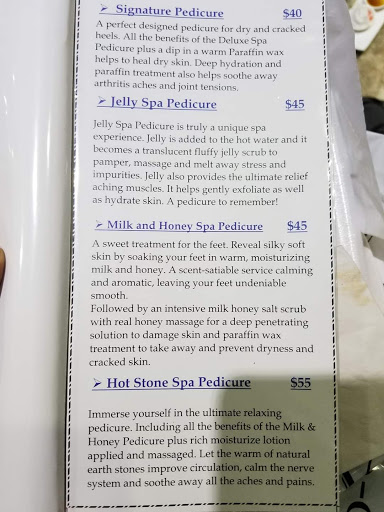 ➢ Signature Pedicure $40
A perfect designed pedicure for dry and cracked
heels. All the benefits of the Deluxe Spa
Pedicure plus a dip in a warm Paraffin wax
helps to heal dry skin. Deep hydration and
paraffin treatment also helps soothe away
arthritis aches and joint tensions.
➢ Jelly Spa Pedicure $45
Jelly Spa Pedicure is truly a unique spa
experience. Jelly is added to the hot water and it
becomes a translucent fluffy jelly scrub to
pamper, massage and melt away stress and
impurities. Jelly also provides the ultimate relief
aching muscles. It helps gently exfoliate as well
as hydrate skin. A pedicure to remember!
➢ Milk and Honey Spa Pedicure $45
A sweet treatment for the feet. Reveal silky soft
skin by soaking your feet in warm, moisturizing
milk and honey. A scent-satiable service calming
and aromatic, leaving your feet undeniable
smooth.
Followed by an intensive milk honey salt scrub
with real honey massage for a deep penetrating
solution to damage skin and paraffin wax
treatment to take away and prevent dryness and
cracked skin.
➢ Hot Stone Spa Pedicure $55
Immerse yourself in the ultimate relaxing
pedicure. Including all the benefits of the Milk &
Honey Pedicure plus rich moisturize lotion
applied and massaged. Let the warm of natural
earth stones improve circulation, calm the nerve
system and soothe away all the aches and pains.